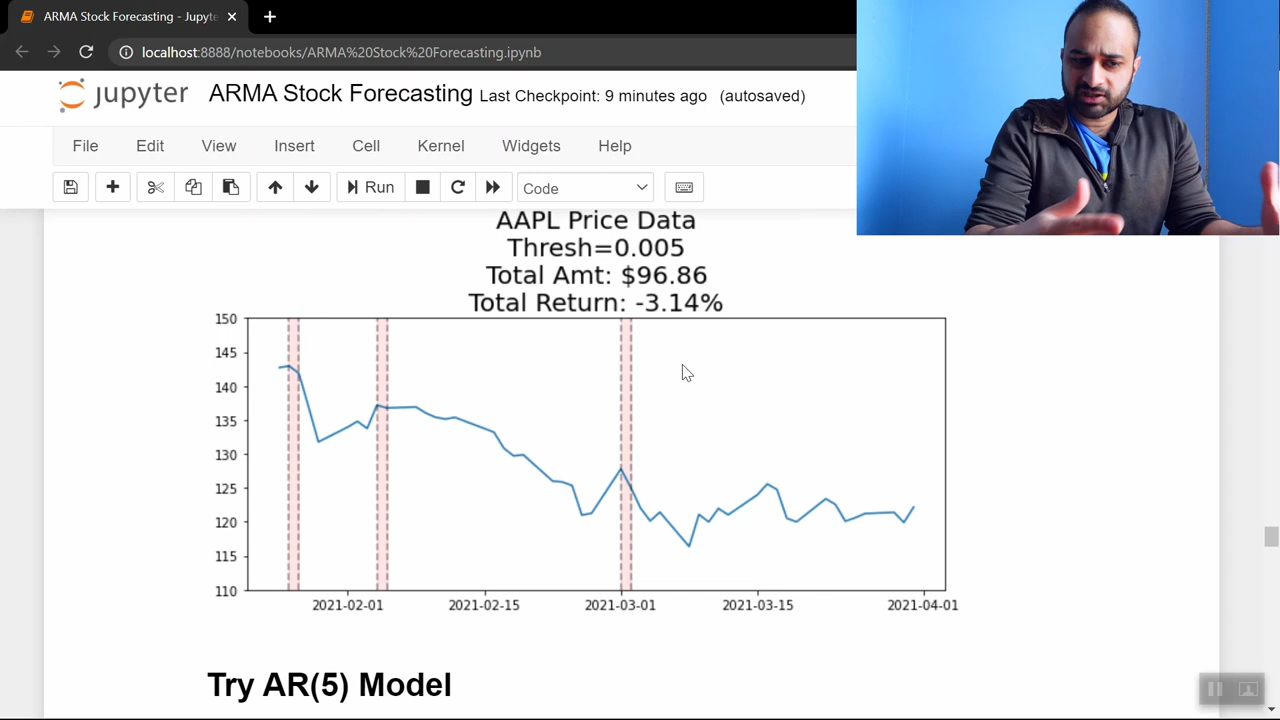 ARMA Stock Forecasting - Jupyte
localhost:8888/notebooks/ARMA%20Stock%20Forecasting.ipynb
jupyter ARMA Stock Forecasting Last Checkpoint: 9 minutes ago (autosaved)
File Edit View Insert Cell Kernel Widgets Help
Run Code
AAPL Price Data
Thresh=0.005
Total Amt: $96.86
Total Return: -3.14%
150
145
140
135
130
125
120
115
110
2021-02-01 2021-02-15 2021-03-01 2021-03-15 2021-04-01
Try AR(5) Model